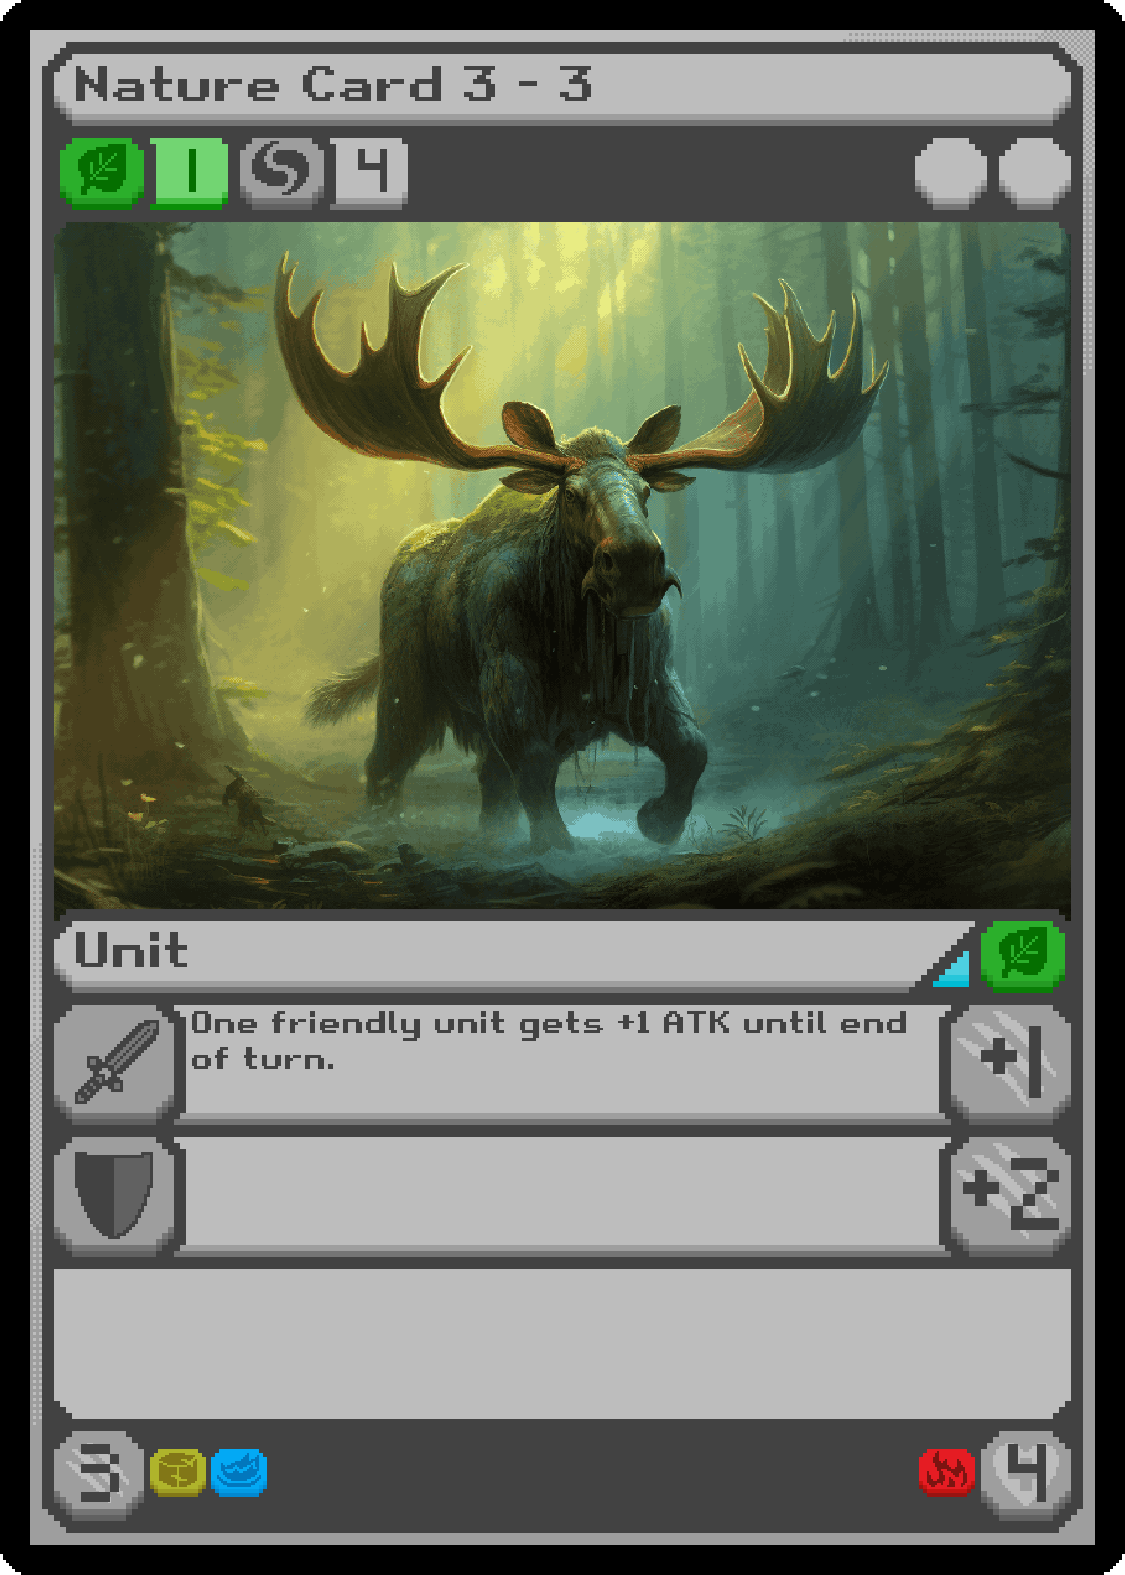 Nature Card 3 - 3
1 4
Unit
One friendly unit gets +1 ATK until end
of turn.
+1
+2
3 4